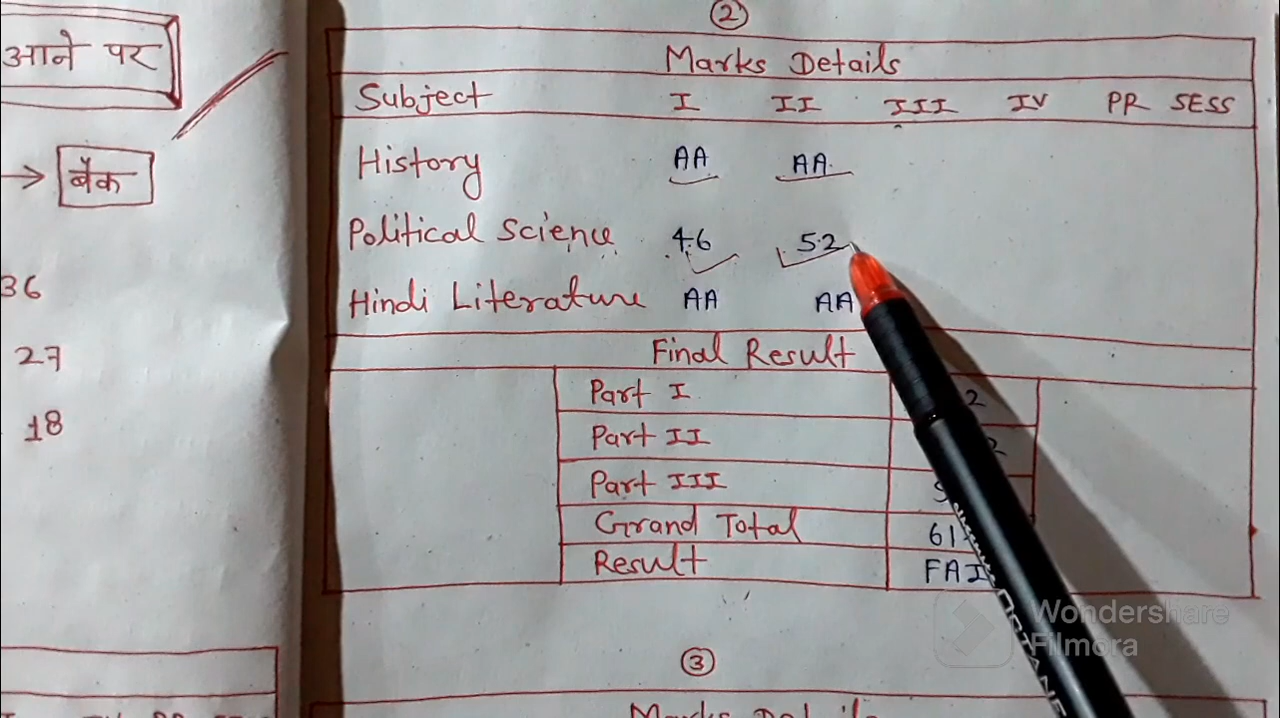 आने पर
→ बैंक
36
27
18
②
Marks Details
Subject I II III IV PR SESS
History AA AA
Political Science 46 52
Hindi Literature AA AA
Final Result
Part I
Part II
Part III
Grand Total
Result
③
Marks
Wondershare
Filmora